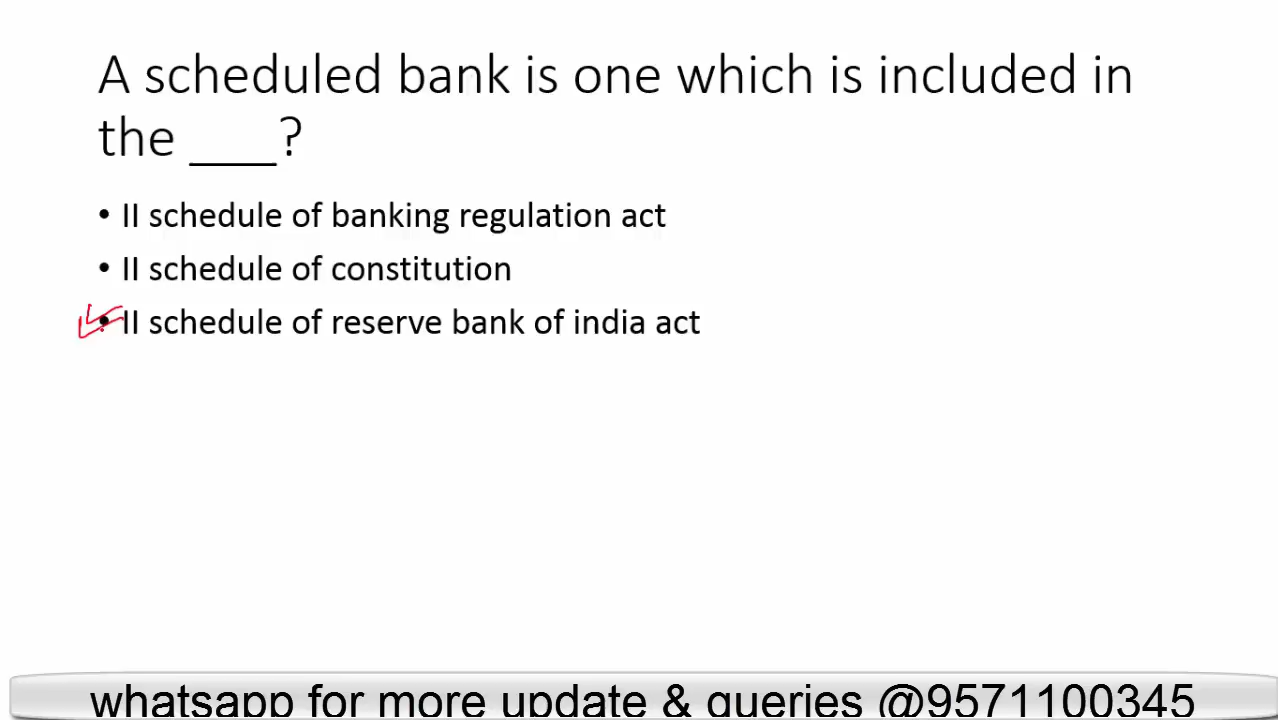 A scheduled bank is one which is included in
the ___?
• II schedule of banking regulation act
• II schedule of constitution
• II schedule of reserve bank of india act
whatsapp for more update & queries @9571100345